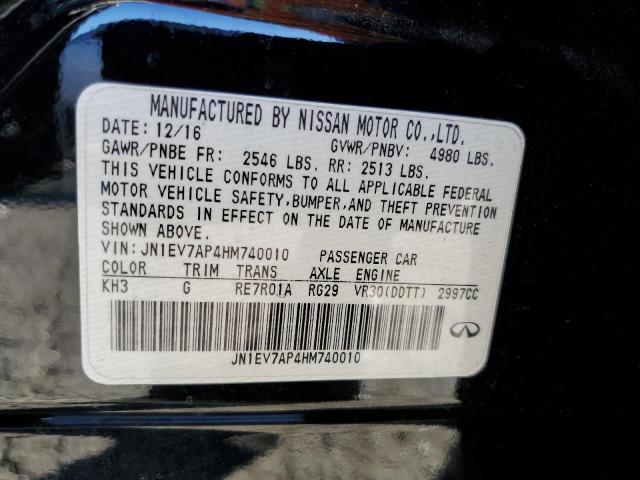 MANUFACTURED BY NISSAN MOTOR CO.,LTD.
DATE: 12/16 GVWR/PNBV: 4980 LBS.
GAWR/PNBE FR: 2546 LBS. RR: 2513 LBS.
THIS VEHICLE CONFORMS TO ALL APPLICABLE FEDERAL
MOTOR VEHICLE SAFETY,BUMPER,AND THEFT PREVENTION
STANDARDS IN EFFECT ON THE DATE OF MANUFACTURE
SHOWN ABOVE.
VIN:JN1EV7AP4HM740010 PASSENGER CAR
COLOR TRIM TRANS AXLE ENGINE
KH3 G RE7R01A RG29 VR30(DDTT) 2997CC
JN1EV7AP4HM740010